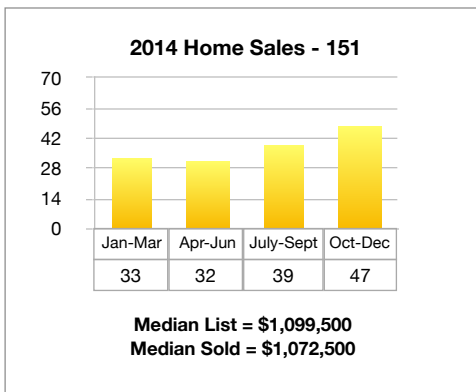 2014 Home Sales - 151
70
56
42
28
14
0
Jan-Mar Apr-Jun July-Sept Oct-Dec
33 32 39 47
Median List = $1,099,500
Median Sold = $1,072,500